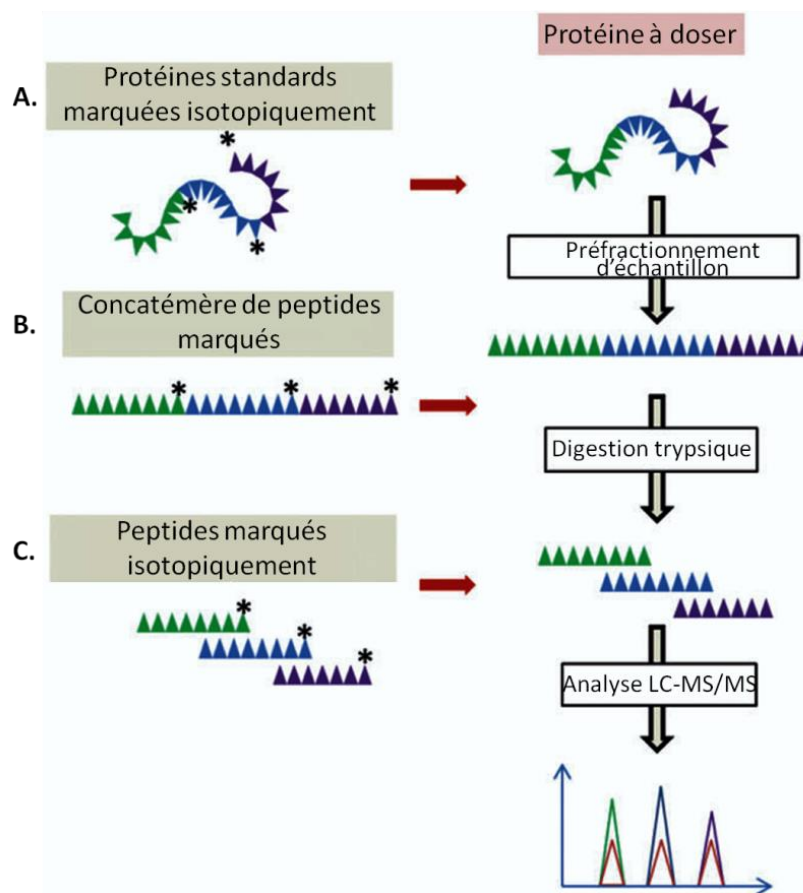 Protéine à doser
A.
Protéines standards
marquées isotopiquement
*
*
*
Préfractionnement
d'échantillon
B.
Concatémère de peptides
marqués
* * *
Digestion trypsique
C.
Peptides marqués
isotopiquement
*
*
*
Analyse LC-MS/MS